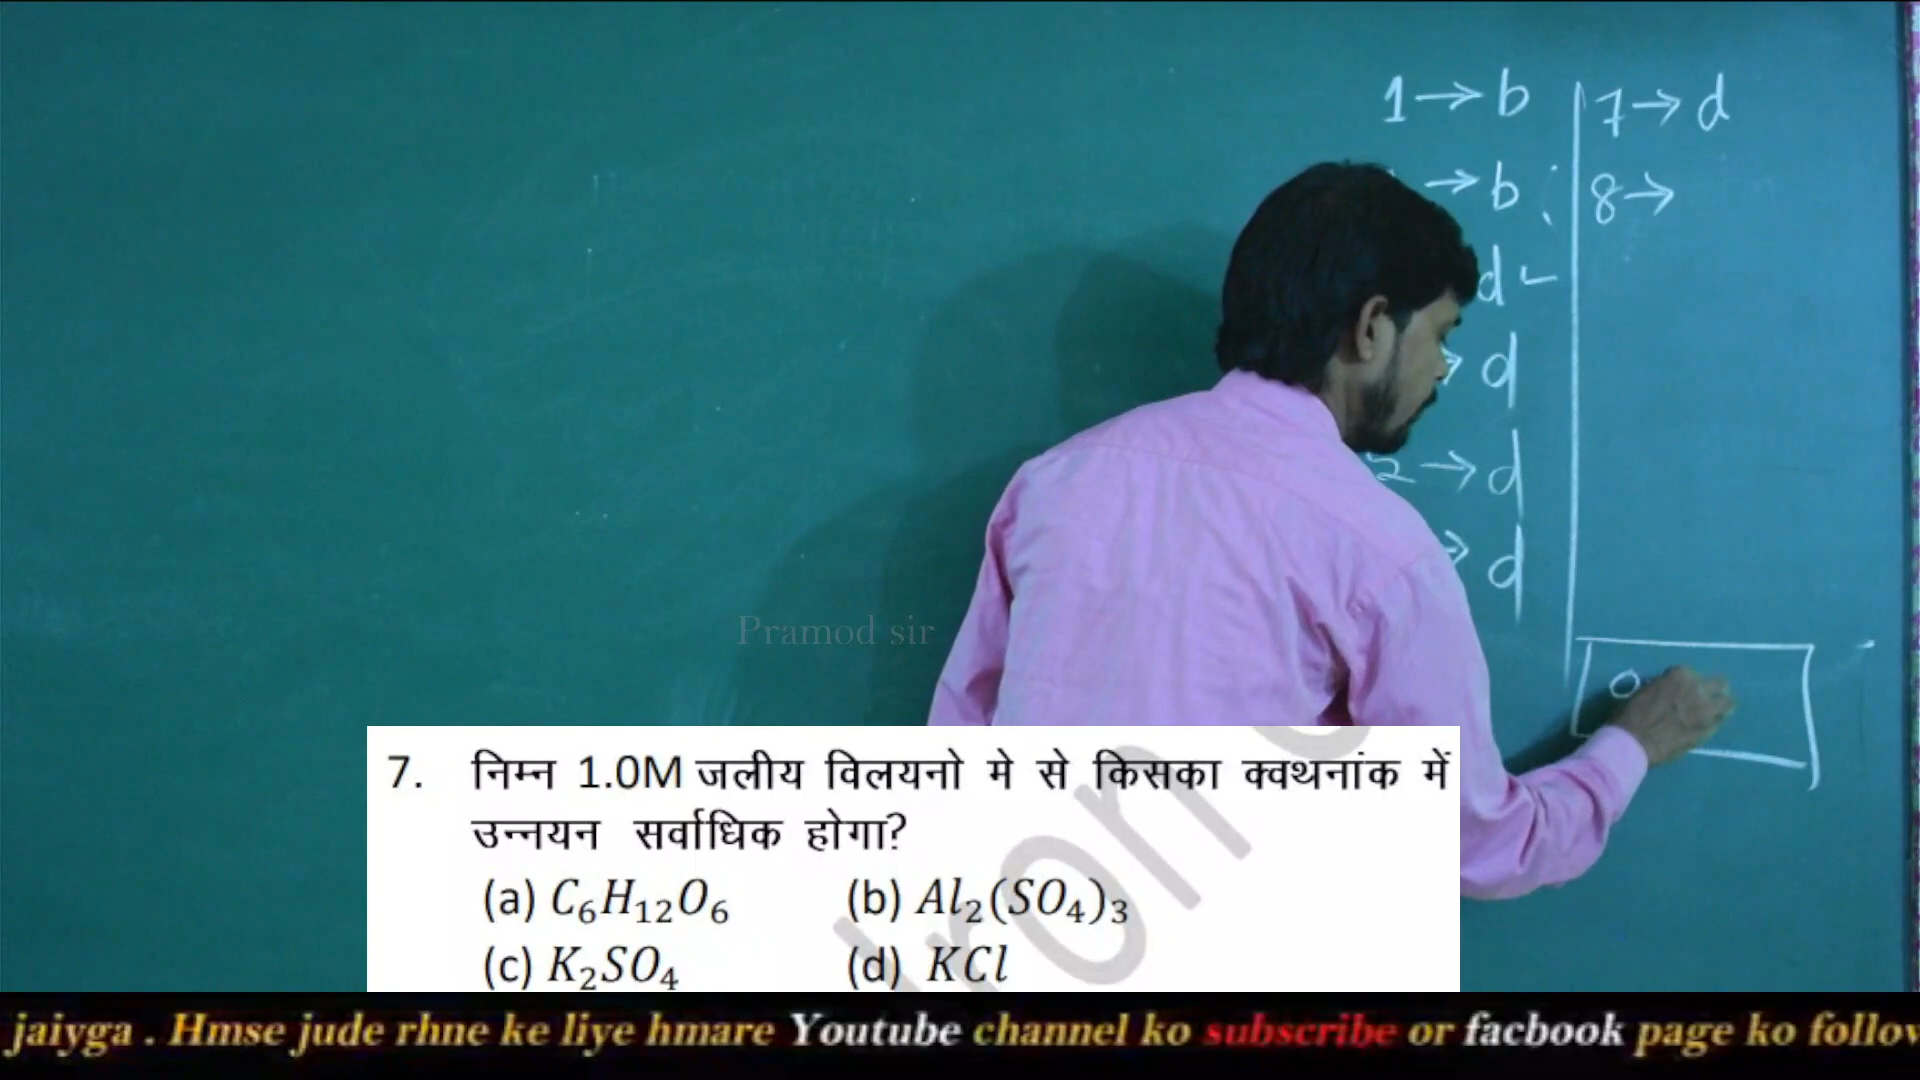 1 → b
7 → d
→ b
8 →
d
d
2 → d
→ d
Pramod sir
7. निम्न 1.0M जलीय विलयनो मे से किसका क्वथनांक में
उन्नयन सर्वाधिक होगा?
(a) C₆H₁₂O₆ (b) Al₂(SO₄)₃
(c) K₂SO₄ (d) KCl
jaiyga . Hmse jude rhne ke liye hmare Youtube channel ko subscribe or facbook page ko follow